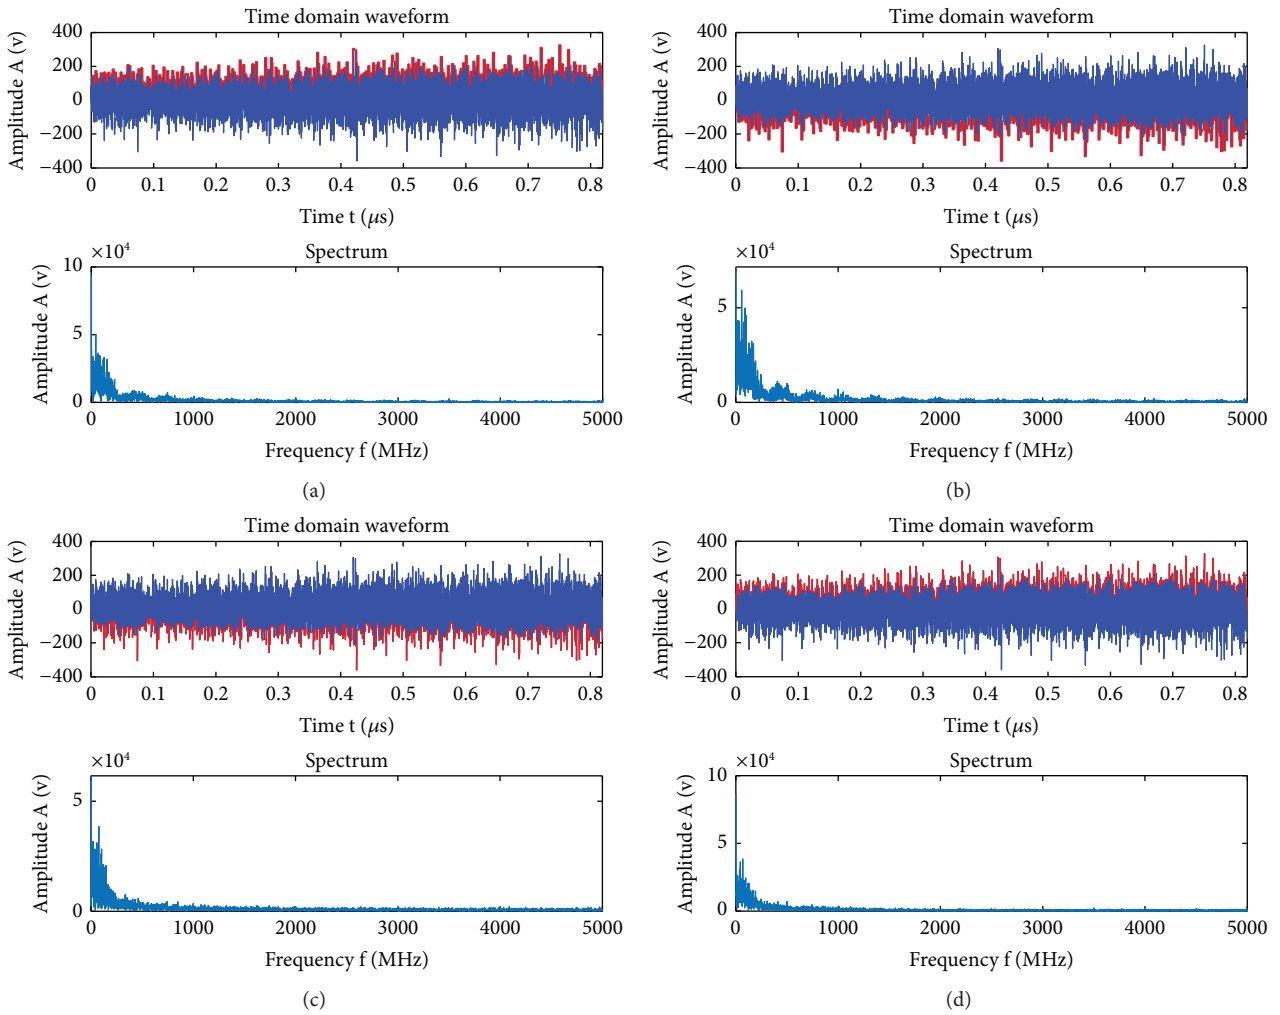 Time domain waveform
Amplitude A (v)
400
200
0
−200
−400
0 0.1 0.2 0.3 0.4 0.5 0.6 0.7 0.8
Time t (μs)
Spectrum
×10⁴
Amplitude A (v)
10
5
0
0 1000 2000 3000 4000 5000
Frequency f (MHz)
(a)
Time domain waveform
Amplitude A (v)
400
200
0
−200
−400
0 0.1 0.2 0.3 0.4 0.5 0.6 0.7 0.8
Time t (μs)
Spectrum
×10⁴
Amplitude A (v)
5
0
0 1000 2000 3000 4000 5000
Frequency f (MHz)
(b)
Time domain waveform
Amplitude A (v)
400
200
0
−200
−400
0 0.1 0.2 0.3 0.4 0.5 0.6 0.7 0.8
Time t (μs)
Spectrum
×10⁴
Amplitude A (v)
5
0
0 1000 2000 3000 4000 5000
Frequency f (MHz)
(c)
Time domain waveform
Amplitude A (v)
400
200
0
−200
−400
0 0.1 0.2 0.3 0.4 0.5 0.6 0.7 0.8
Time t (μs)
Spectrum
×10⁴
Amplitude A (v)
10
5
0
0 1000 2000 3000 4000 5000
Frequency f (MHz)
(d)